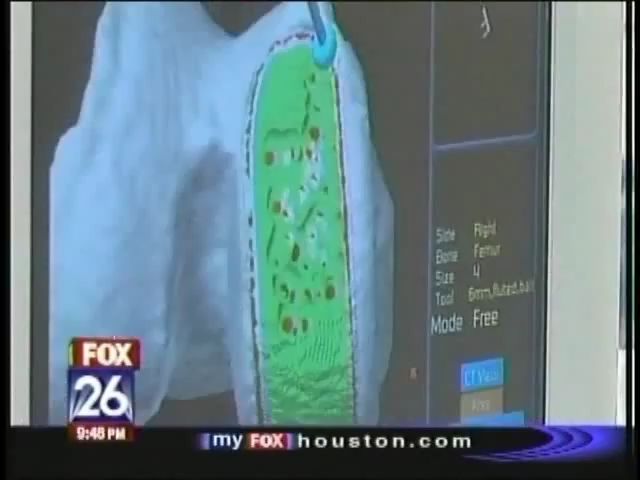 Side Right
Bone Femur
Size 4
Tool 6mm,fluted,ball
Mode Free
CT View
FOX
26
9:48 PM
myFOXhouston.com